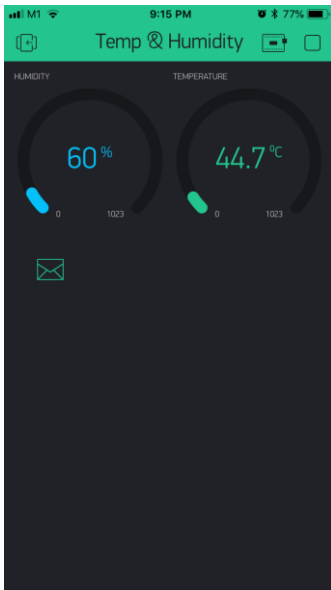 M1 9:15 PM 77%
Temp & Humidity
HUMIDITY TEMPERATURE
60 % 44.7 °C
0 1023 0 1023